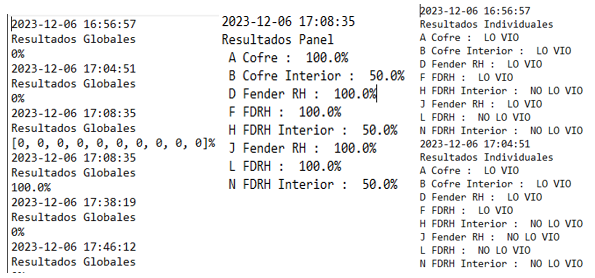 2023-12-06 16:56:57
Resultados Globales
0%
2023-12-06 17:04:51
Resultados Globales
0%
2023-12-06 17:08:35
Resultados Globales
[0, 0, 0, 0, 0, 0, 0, 0, 0, 0]%
2023-12-06 17:08:35
Resultados Globales
100.0%
2023-12-06 17:38:19
Resultados Globales
0%
2023-12-06 17:46:12
Resultados Globales
2023-12-06 17:08:35
Resultados Panel
A Cofre : 100.0%
B Cofre Interior : 50.0%
D Fender RH : 100.0%
F FDRH : 100.0%
H FDRH Interior : 50.0%
J Fender RH : 100.0%
L FDRH : 100.0%
N FDRH Interior : 50.0%
2023-12-06 16:56:57
Resultados Individuales
A Cofre : LO VIO
B Cofre Interior : LO VIO
D Fender RH : LO VIO
F FDRH : LO VIO
H FDRH Interior : NO LO VIO
J Fender RH : LO VIO
L FDRH : LO VIO
N FDRH Interior : NO LO VIO
2023-12-06 17:04:51
Resultados Individuales
A Cofre : LO VIO
B Cofre Interior : LO VIO
D Fender RH : LO VIO
F FDRH : LO VIO
H FDRH Interior : NO LO VIO
J Fender RH : NO LO VIO
L FDRH : NO LO VIO
N FDRH Interior : NO LO VIO